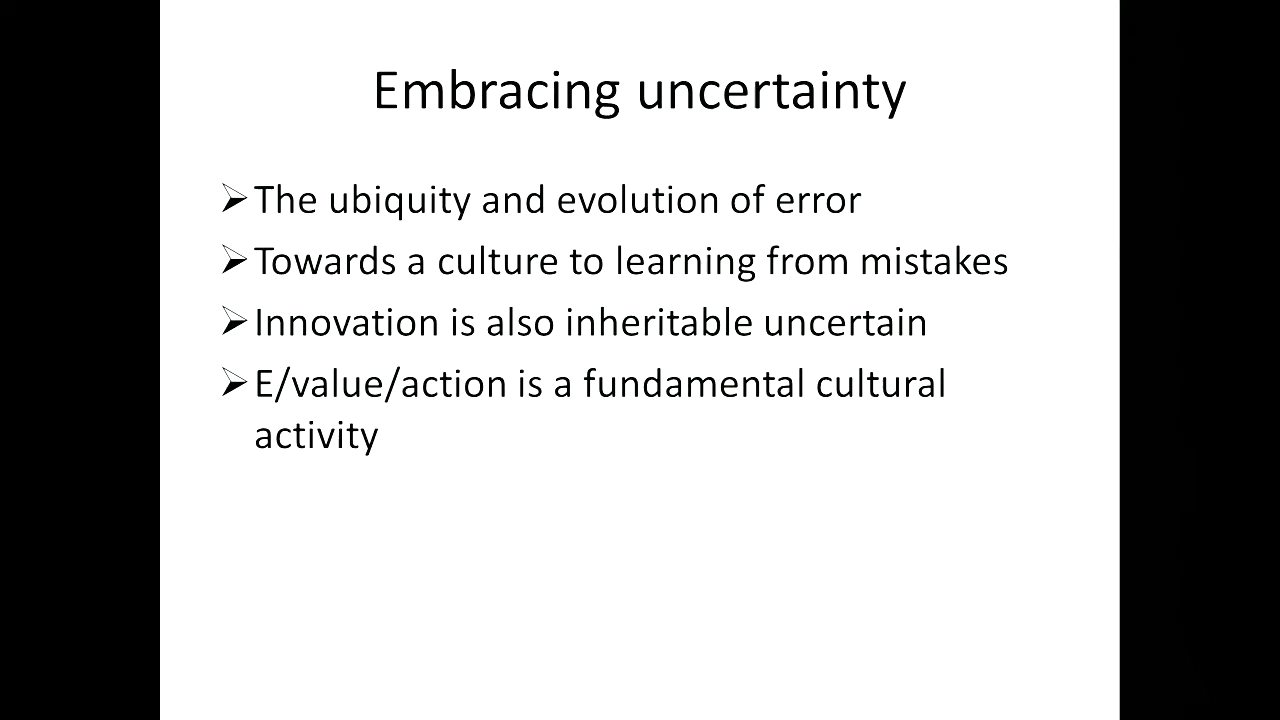 Embracing uncertainty
The ubiquity and evolution of error
Towards a culture to learning from mistakes
Innovation is also inheritable uncertain
E/value/action is a fundamental cultural
activity